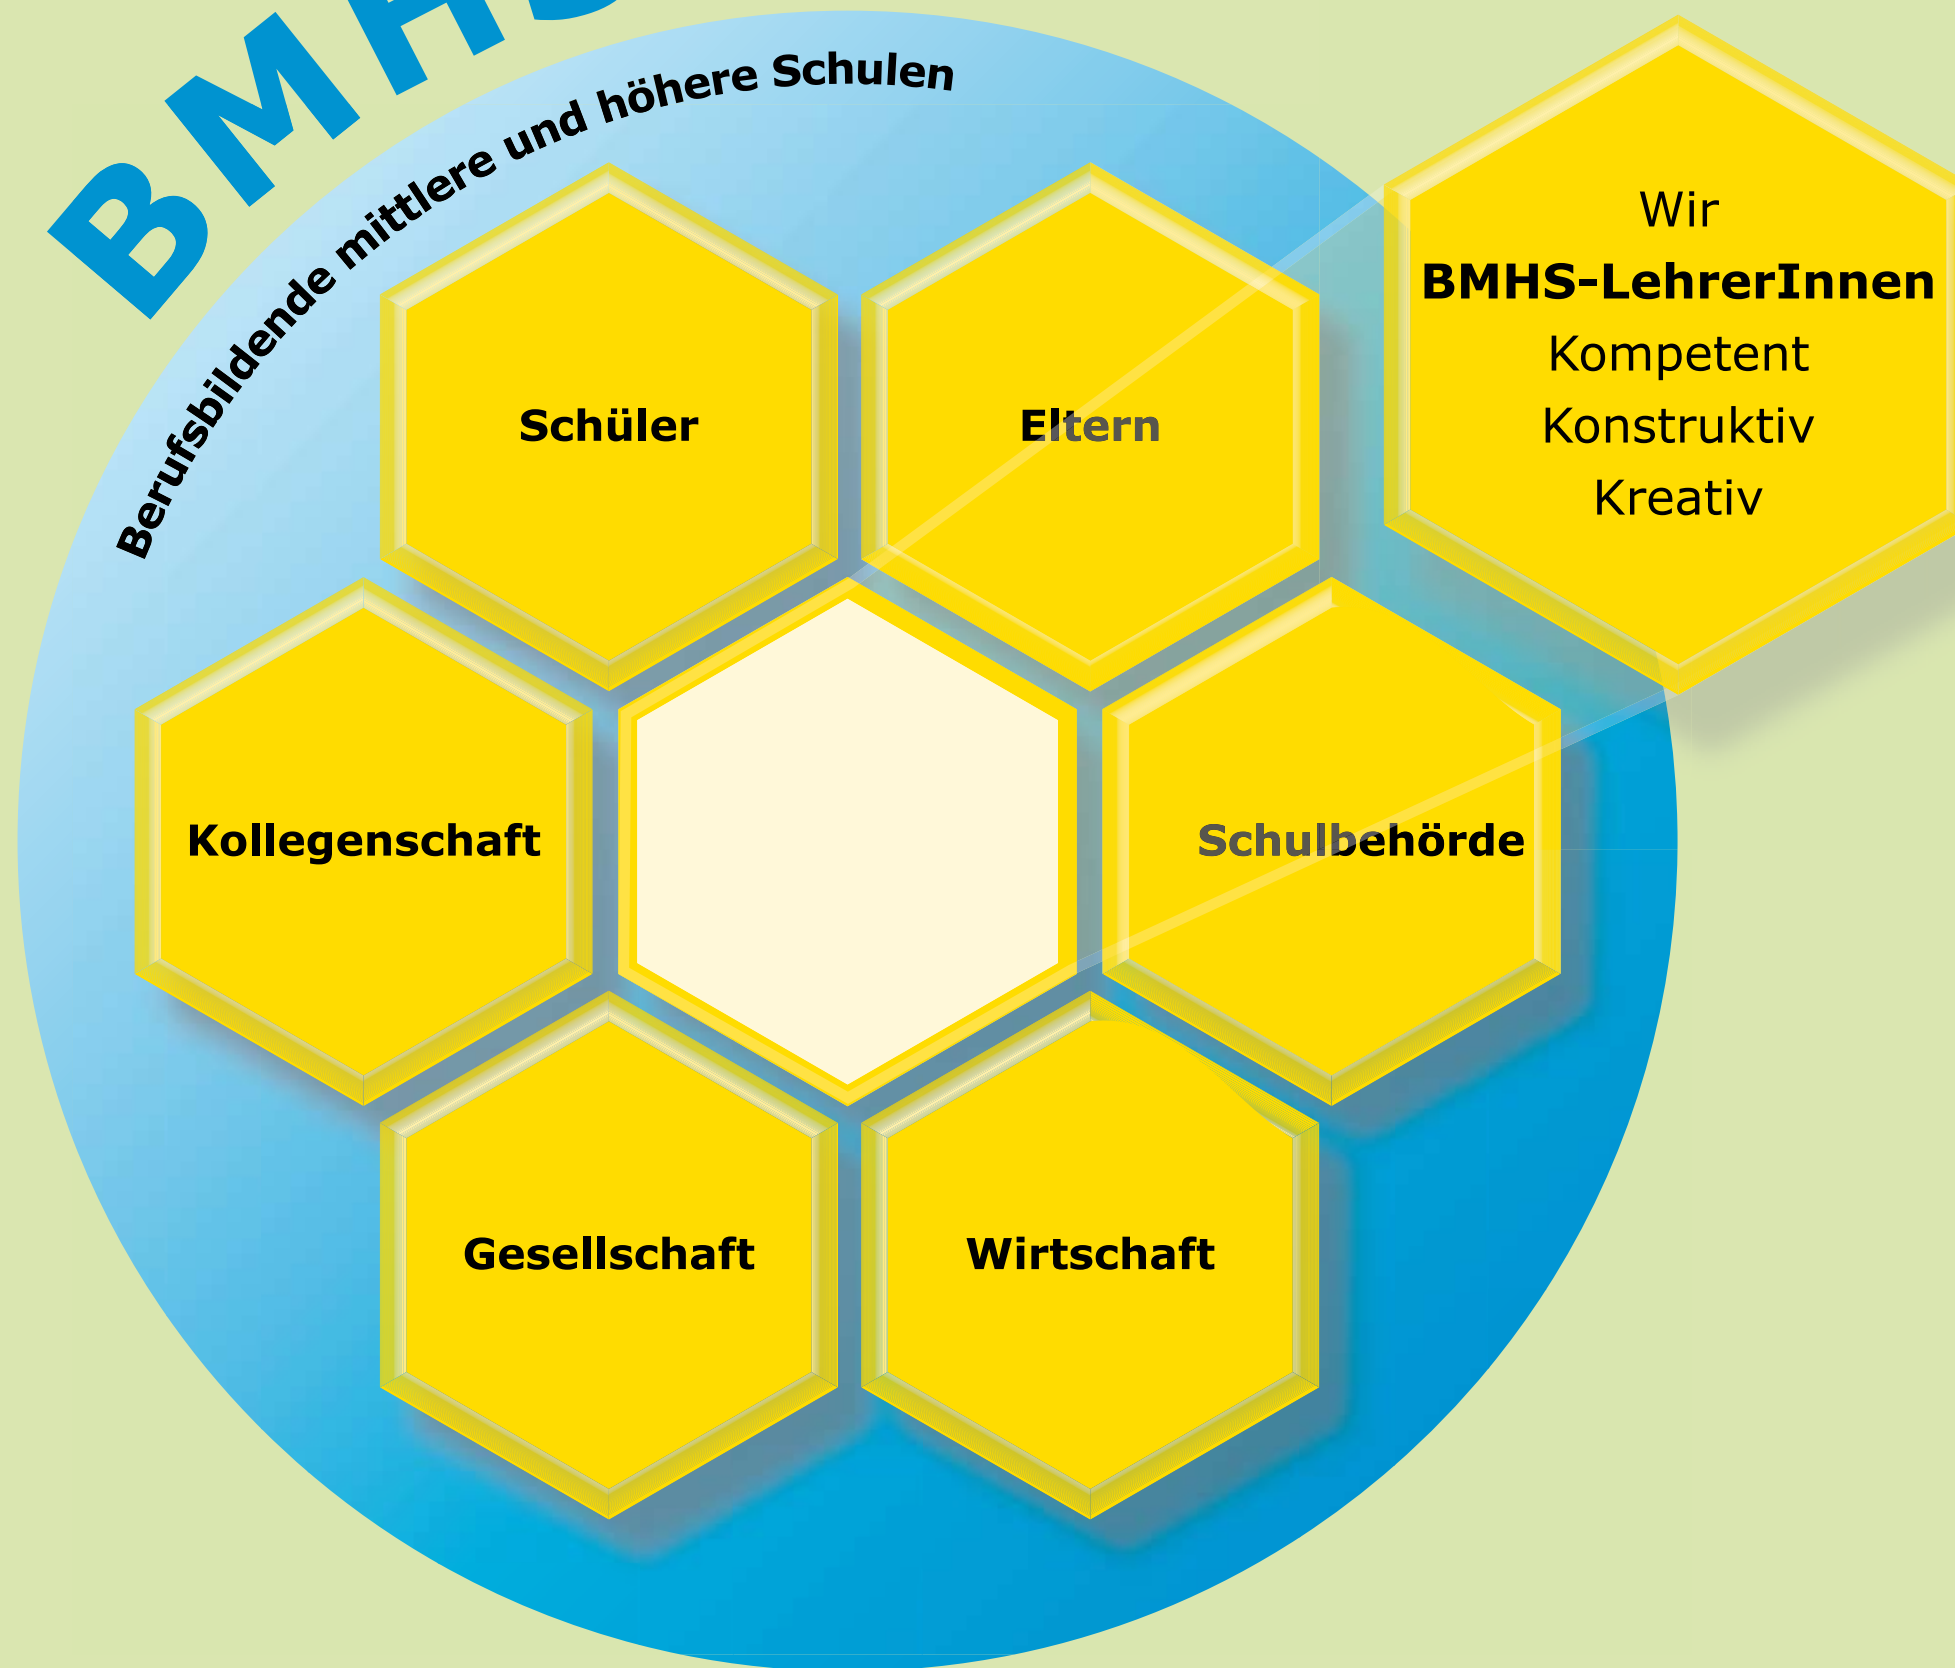 BMHS
Berufsbildende mittlere und höhere Schulen
Wir
BMHS-LehrerInnen
Kompetent
Konstruktiv
Kreativ
Schüler
Eltern
Kollegenschaft
Schulbehörde
Gesellschaft
Wirtschaft